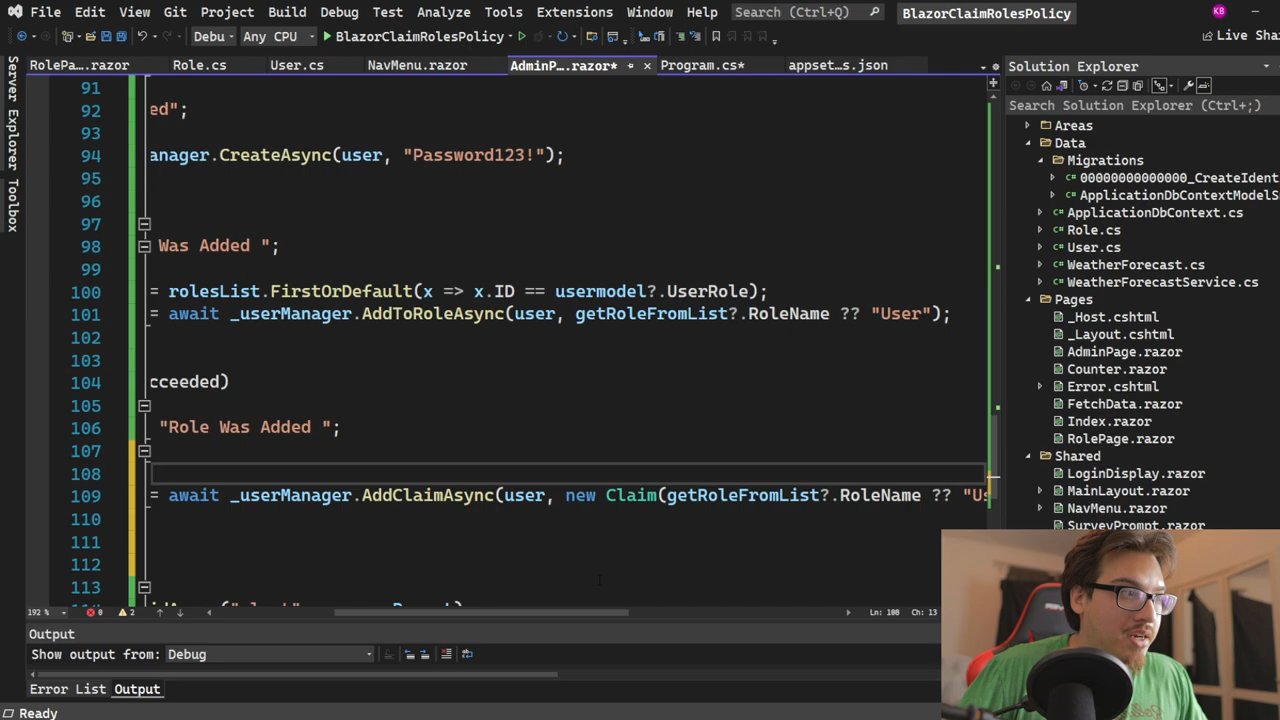 File Edit View Git Project Build Debug Test Analyze Tools Extensions Window Help Search (Ctrl+Q) BlazorClaimRolesPolicy KB
Debu Any CPU BlazorClaimRolesPolicy Live Sha
RolePa....razor Role.cs User.cs NavMenu.razor AdminP....razor* Program.cs* appset...s.json
Server Explorer
Toolbox
91
92 ed";
93
94 anager.CreateAsync(user, "Password123!");
95
96
97
98 Was Added ";
99
100 = rolesList.FirstOrDefault(x => x.ID == usermodel?.UserRole);
101 = await _userManager.AddToRoleAsync(user, getRoleFromList?.RoleName ?? "User");
102
103
104 cceeded)
105
106 "Role Was Added ";
107
108
109 = await _userManager.AddClaimAsync(user, new Claim(getRoleFromList?.RoleName ?? "Us
110
111
112
113
192 % 0 2 Ln: 108 Ch: 13
Output
Show output from: Debug
Error List Output
Ready
Solution Explorer
Search Solution Explorer (Ctrl+;)
Areas
Data
Migrations
C# 00000000000000_CreateIdent
C# ApplicationDbContextModelS
C# ApplicationDbContext.cs
C# Role.cs
C# User.cs
C# WeatherForecast.cs
C# WeatherForecastService.cs
Pages
_Host.cshtml
_Layout.cshtml
AdminPage.razor
Counter.razor
Error.cshtml
FetchData.razor
Index.razor
RolePage.razor
Shared
LoginDisplay.razor
MainLayout.razor
NavMenu.razor
SurveyPrompt.razor